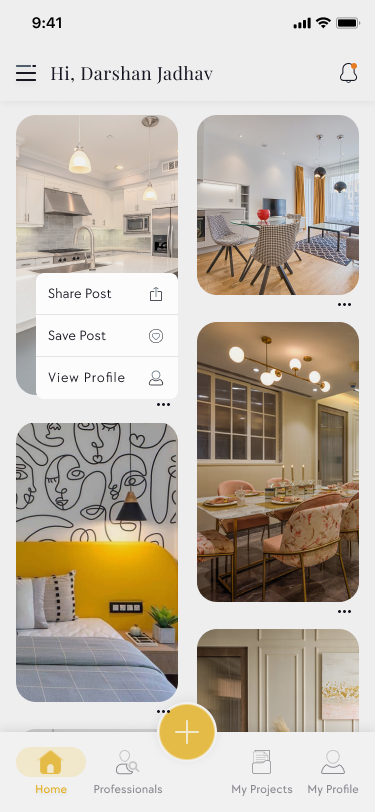 9:41
Hi, Darshan Jadhav
Share Post
Save Post
View Profile
Home
Professionals
My Projects
My Profile